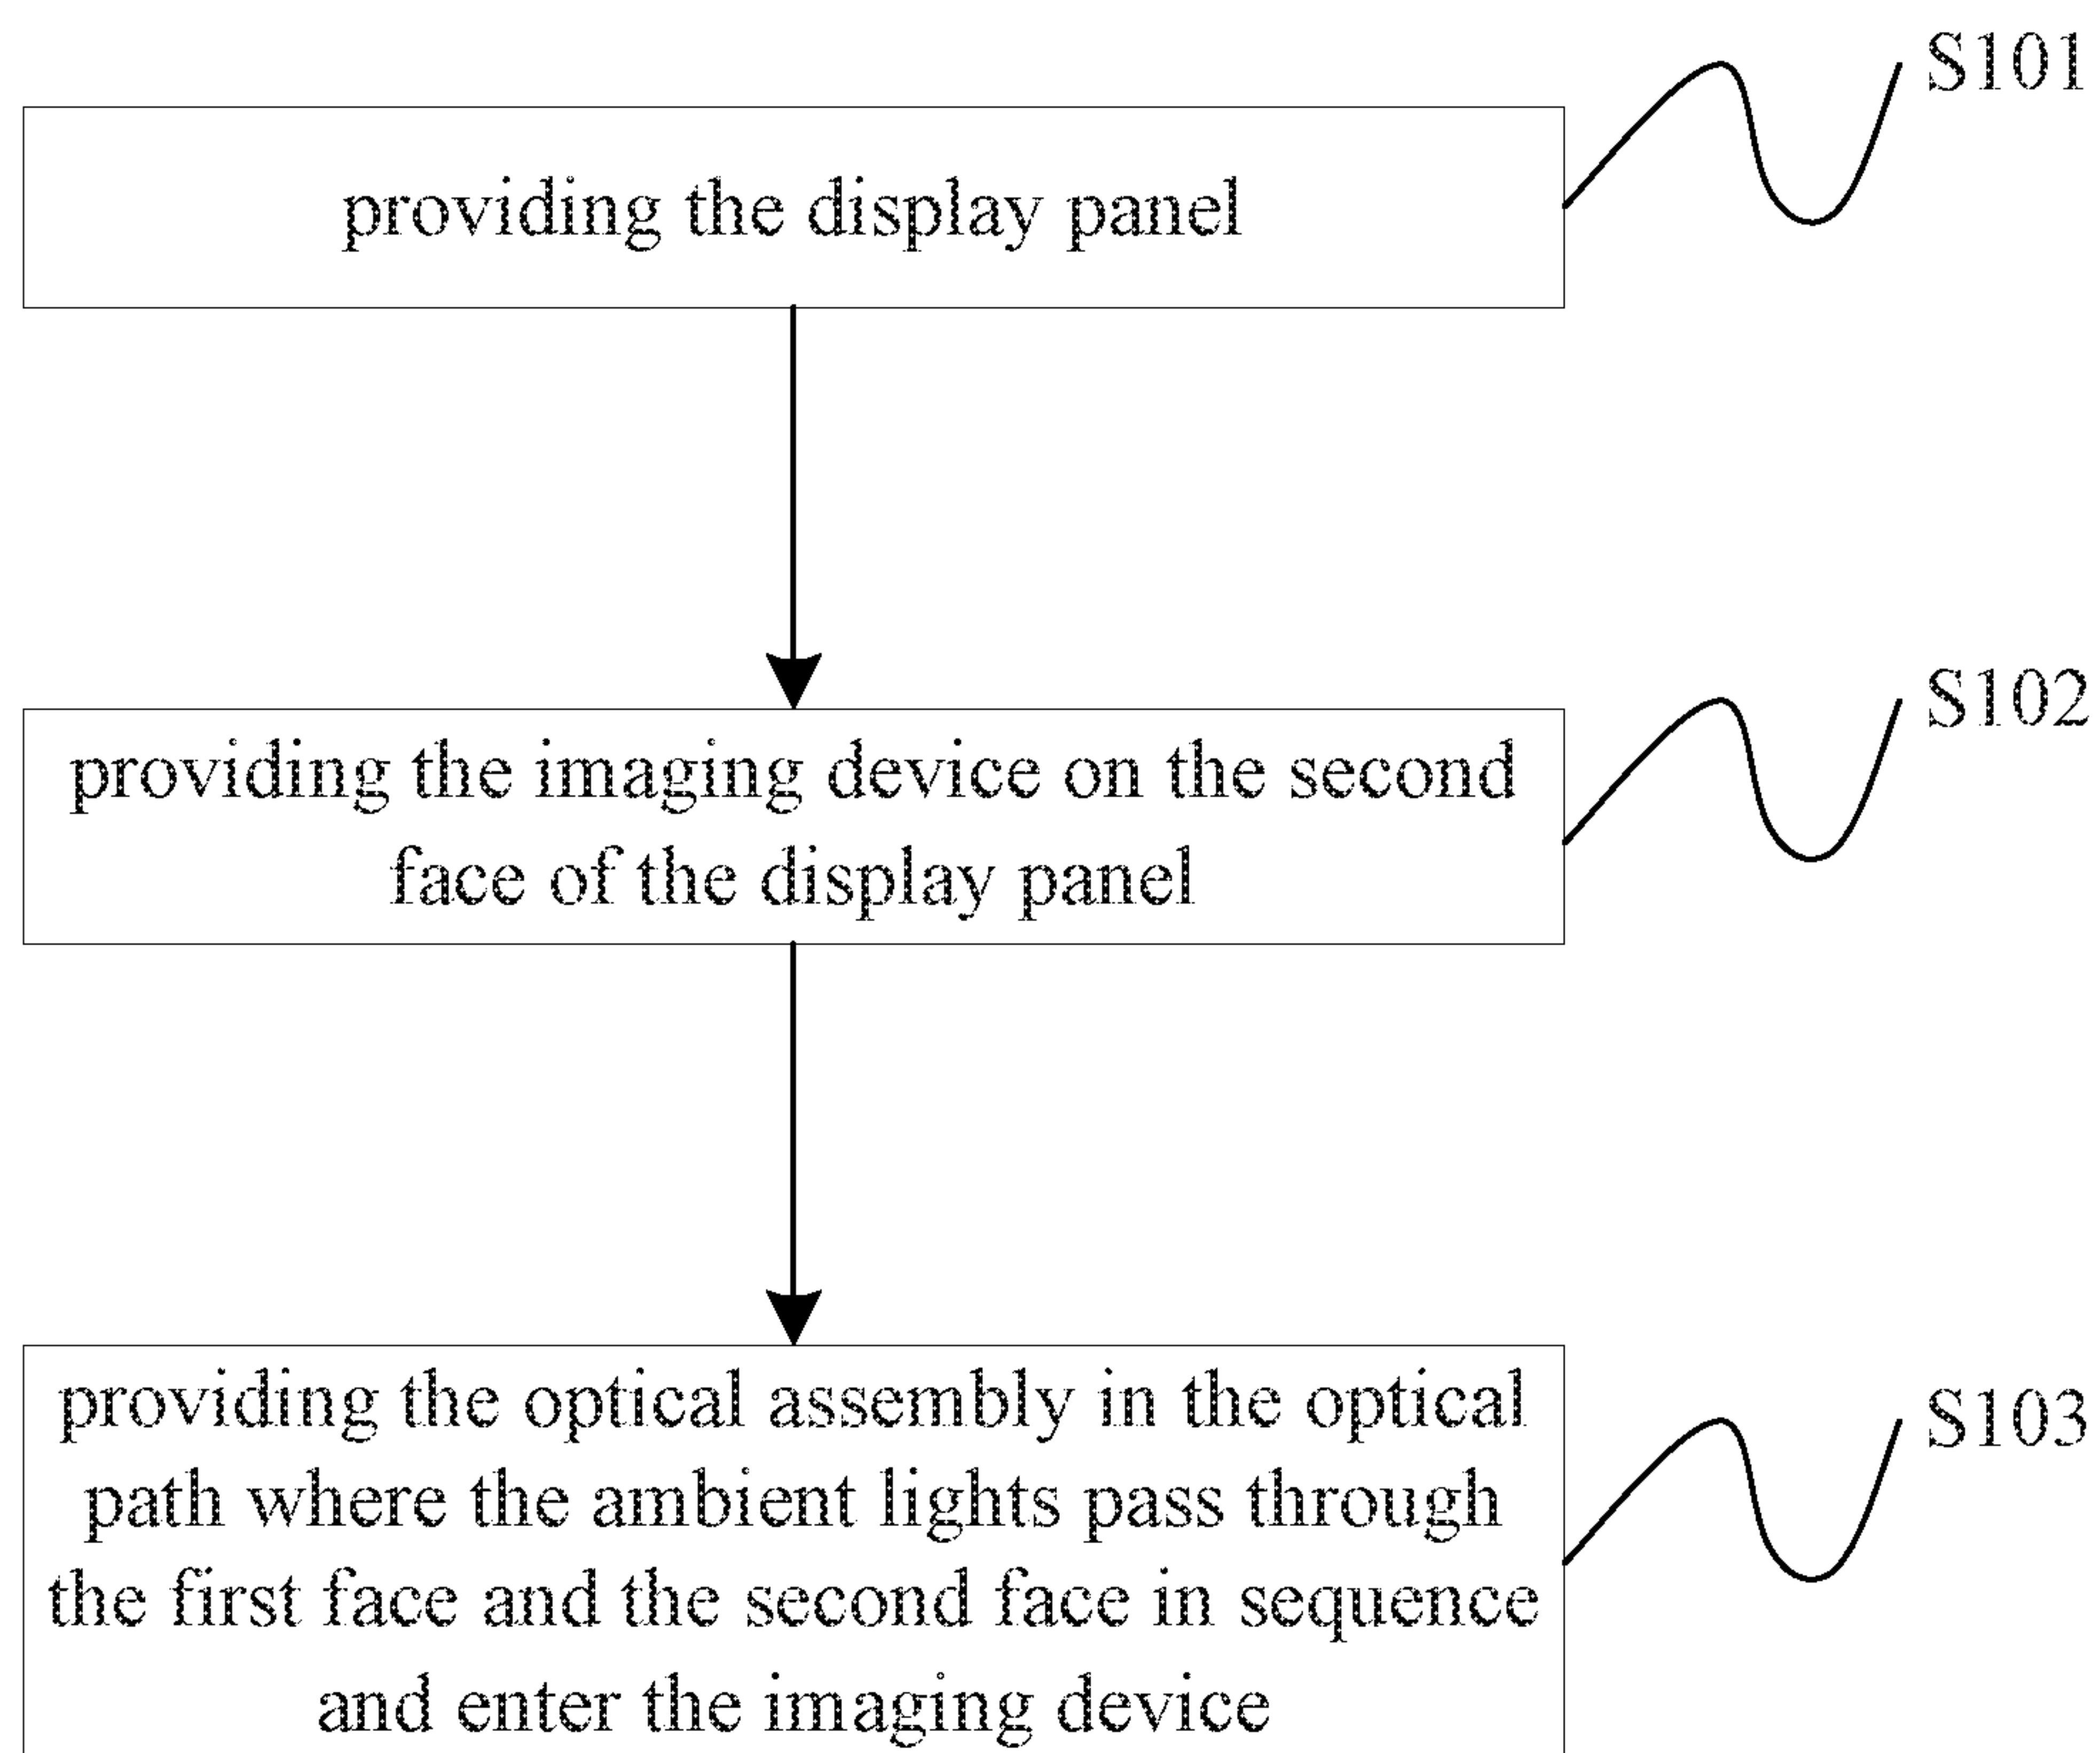 S101
providing the display panel
S102
providing the imaging device on the second
face of the display panel
S103
providing the optical assembly in the optical
path where the ambient lights pass through
the first face and the second face in sequence
and enter the imaging device